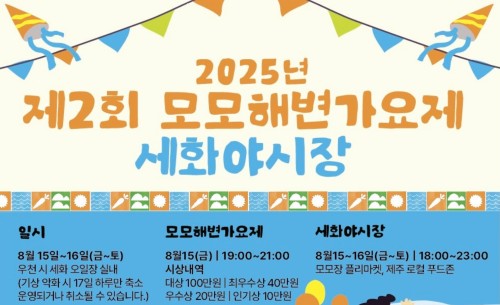 2025년
제2회 모모해변가요제
세화야시장
일시
8월 15일~16일(금~토)
우천 시 세화 오일장 실내
(기상 악화 시 17일 하루만 축소
운영되거나 취소될 수 있습니다.)
모모해변가요제
8월15(금) | 19:00~21:00
시상내역
대상 100만원 | 최우수상 40만원
우수상 20만원 | 인기상 10만원
세화야시장
8월15~16일(금~토) | 18:00~23:00
모모장 플리마켓, 제주 로컬 푸드존